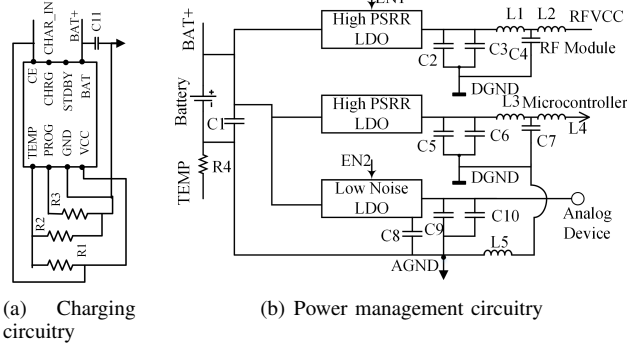 CHAR_IN
BAT+
C11
CE
CHRG
STDBY
BAT
TEMP
PROG
GND
VCC
R3
R2
R1
(a) Charging
circuitry
EN1
BAT+
Battery
C1
R4
TEMP
High PSRR
LDO
L1
L2
RFVCC
C2
C3
C4
RF Module
DGND
High PSRR
LDO
L3
Microcontroller
L4
C5
C6
C7
DGND
EN2
Low Noise
LDO
C8
C9
C10
Analog
Device
L5
AGND
(b) Power management circuitry